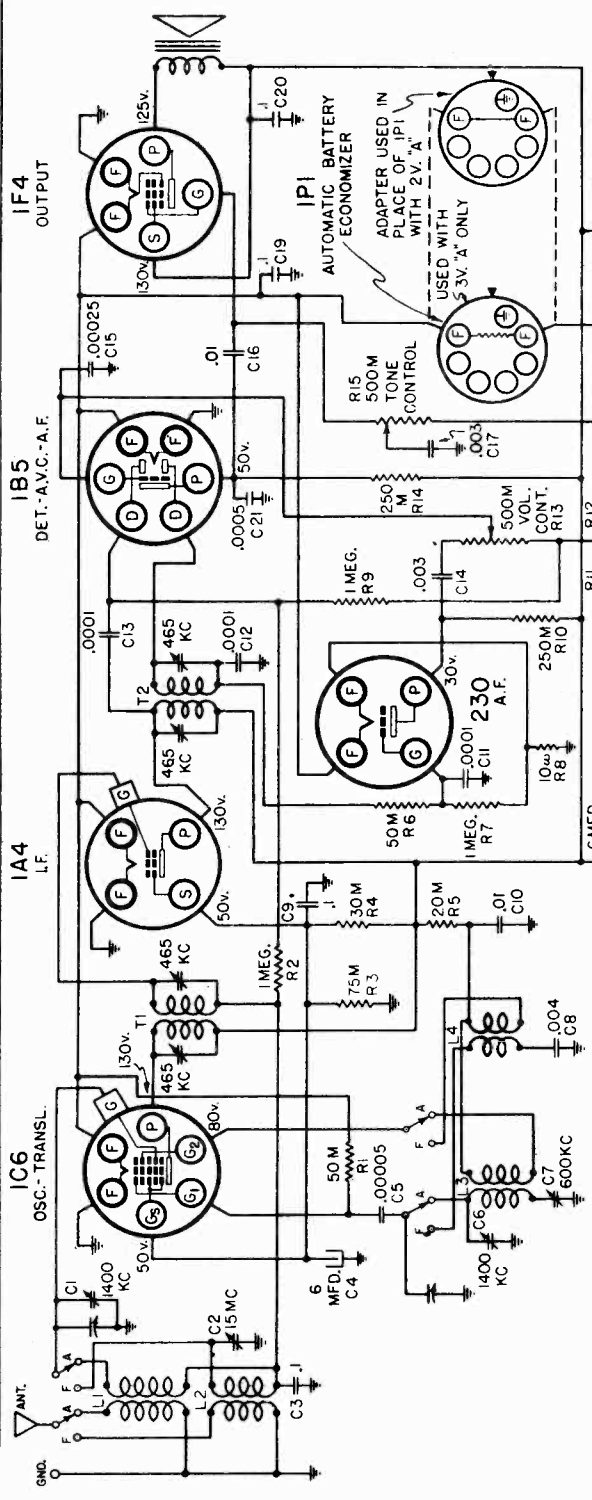 1C6
OSC.-TRANSL.
1A4
I.F.
1B5
DET.-A.V.C.-A.F.
1F4
OUTPUT
GND.
ANT.
F
A
F
A
L1
L2
C1
1400
KC
C2
15MC
C3
.1
F
F
G
P
G2
G1
GS
50v.
130v.
80v.
6
MFD.
C4
50M
R1
.00005
C5
A
F
A
F
1400
KC
C6
L3
C7
600KC
L4
.004
C8
465
KC
T1
465
KC
1 MEG.
R2
75M
R3
C9
.1
30M
R4
20M
R5
.01
C10
F
F
G
P
S
50v.
130v.
465
KC
T2
465
KC
.0001
C13
.0001
C12
50M
R6
1 MEG.
R7
.0001
C11
10ω
R8
F
F
G
P
230
A.F.
30v.
250M
R10
1 MEG.
R9
.003
C14
500M
VOL.
CONT.
R13
R11
R12
G
D
D
F
F
P
50v.
.0005
C21
250
M
R14
.00025
C15
.01
C16
R15
500M
TONE
CONTROL
.003
C17
.1
C19
.1
C20
F
F
S
P
G
130v.
125v.
1P1
AUTOMATIC BATTERY
ECONOMIZER
ADAPTER USED IN
PLACE OF 1P1
WITH 2V. "A"
USED WITH
3V. "A" ONLY
F
F
F
F